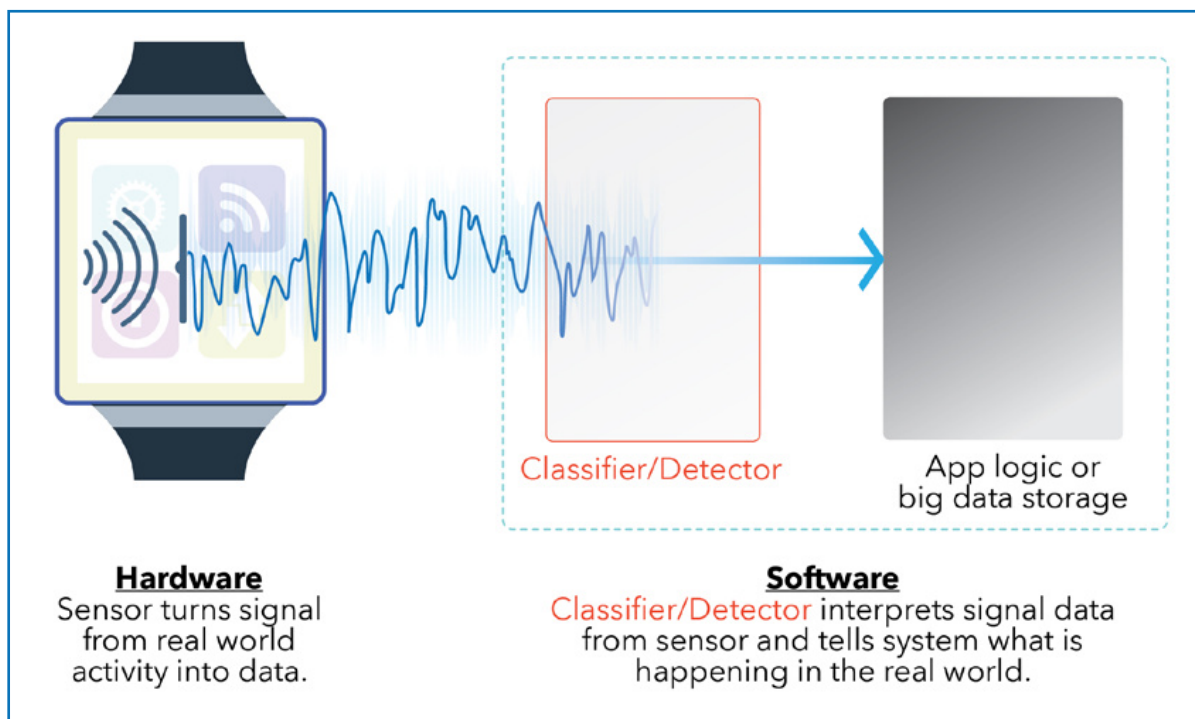 Classifier/Detector
App logic or
big data storage
Hardware
Sensor turns signal
from real world
activity into data.
Software
Classifier/Detector interprets signal data
from sensor and tells system what is
happening in the real world.